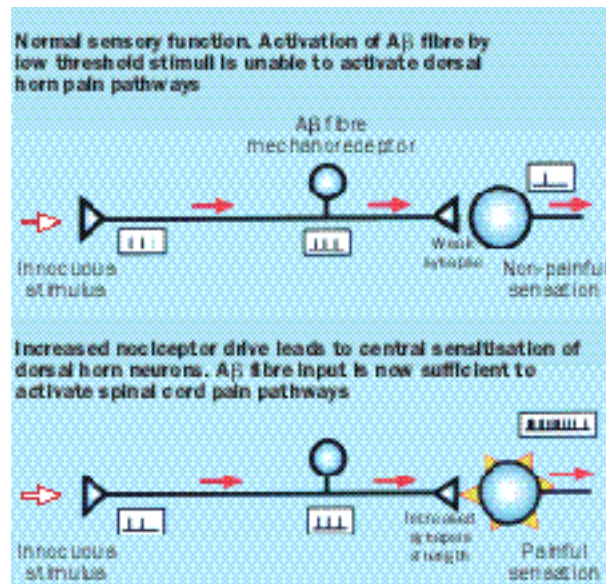 Normal sensory function. Activation of Aβ fibre by
low threshold stimuli is unable to activate dorsal
horn pain pathways
Aβ fibre
mechanoreceptor
Weak
synapse
Innocuous
stimulus
Non-painful
sensation
Increased nociceptor drive leads to central sensitisation of
dorsal horn neurons. Aβ fibre input is now sufficient to
activate spinal cord pain pathways
Increased
synapse
strength
Innocuous
stimulus
Painful
sensation